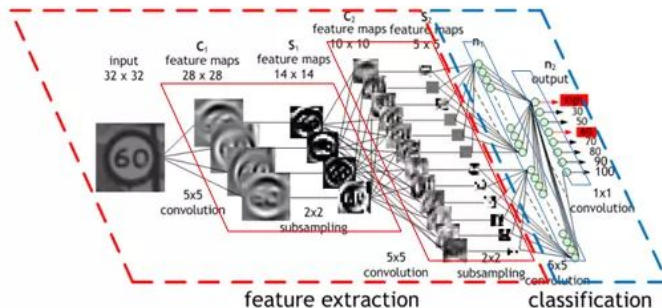 input
32 x 32
C1
feature maps
28 x 28
S1
feature maps
14 x 14
C2
feature maps
10 x 10
S2
feature maps
5 x 5
n1
n2
output
60
30
50
70
80
90
100
5x5
convolution
2x2
subsampling
5x5
convolution
2x2
subsampling
convolution
1x1
convolution
feature extraction
classification